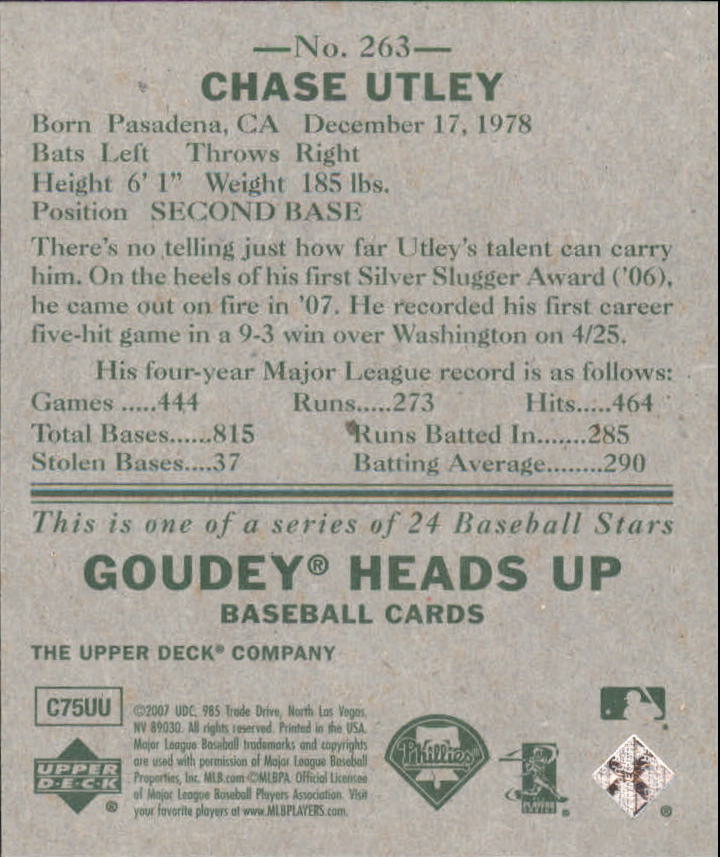 —No. 263—
CHASE UTLEY
Born Pasadena, CA December 17, 1978
Bats Left Throws Right
Height 6' 1" Weight 185 lbs.
Position SECOND BASE
There's no telling just how far Utley's talent can carry
him. On the heels of his first Silver Slugger Award ('06),
he came out on fire in '07. He recorded his first career
five-hit game in a 9-3 win over Washington on 4/25.
His four-year Major League record is as follows:
Games .....444 Runs.....273 Hits.....464
Total Bases......815 Runs Batted In.......285
Stolen Bases....37 Batting Average........290
This is one of a series of 24 Baseball Stars
GOUDEY® HEADS UP
BASEBALL CARDS
THE UPPER DECK® COMPANY
C75UU
©2007 UDC, 985 Trade Drive, North Las Vegas,
NV 89030. All rights reserved. Printed in the USA.
Major League Baseball trademarks and copyrights
are used with permission of Major League Baseball
Properties, Inc. MLB.com ©MLBPA. Official Licensee
of Major League Baseball Players Association. Visit
your favorite players at www.MLBPLAYERS.com.
UPPER
D·E·C·K
®
Phillies
®
®